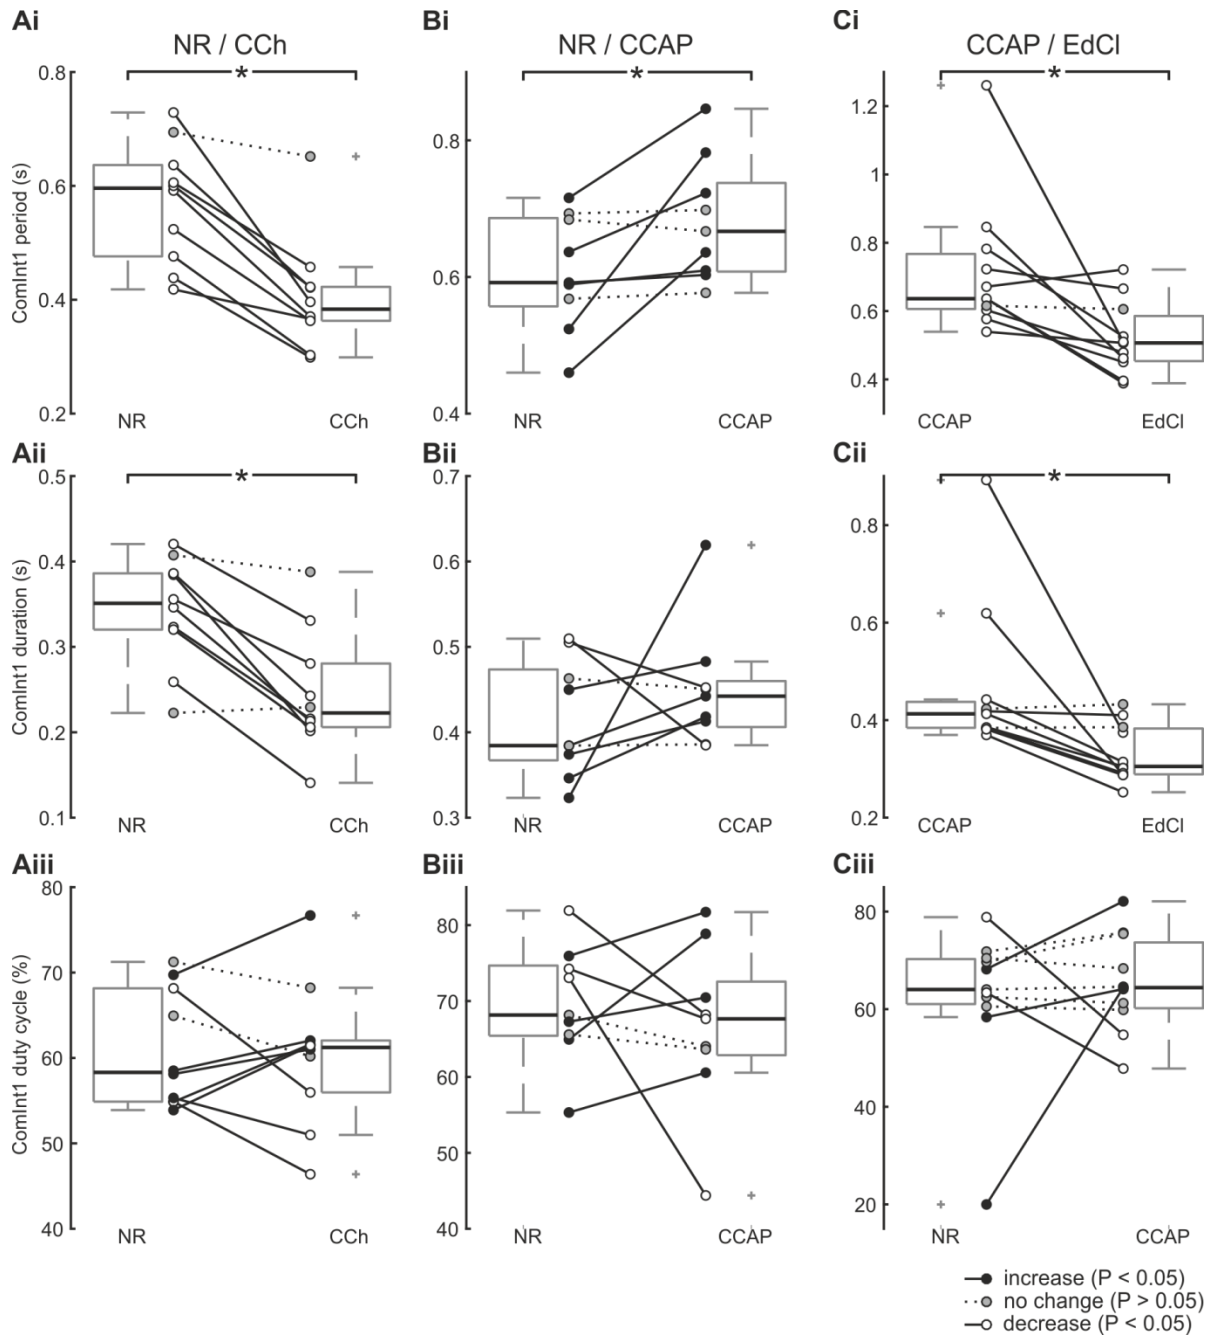 Ai
Bi
Ci
NR / CCh
NR / CCAP
CCAP / EdCl
ComInt1 period (s)
0.8
0.6
0.4
0.2
*
NR
CCh
0.8
0.6
0.4
*
NR
CCAP
1.2
1
0.8
0.6
0.4
*
CCAP
EdCl
Aii
Bii
Cii
ComInt1 duration (s)
0.5
0.4
0.3
0.2
0.1
*
NR
CCh
0.7
0.6
0.5
0.4
0.3
NR
CCAP
0.8
0.6
0.4
0.2
*
CCAP
EdCl
Aiii
Biii
Ciii
ComInt1 duty cycle (%)
80
70
60
50
40
NR
CCh
80
70
60
50
40
NR
CCAP
80
60
40
20
NR
CCAP
increase (P < 0.05)
no change (P > 0.05)
decrease (P < 0.05)